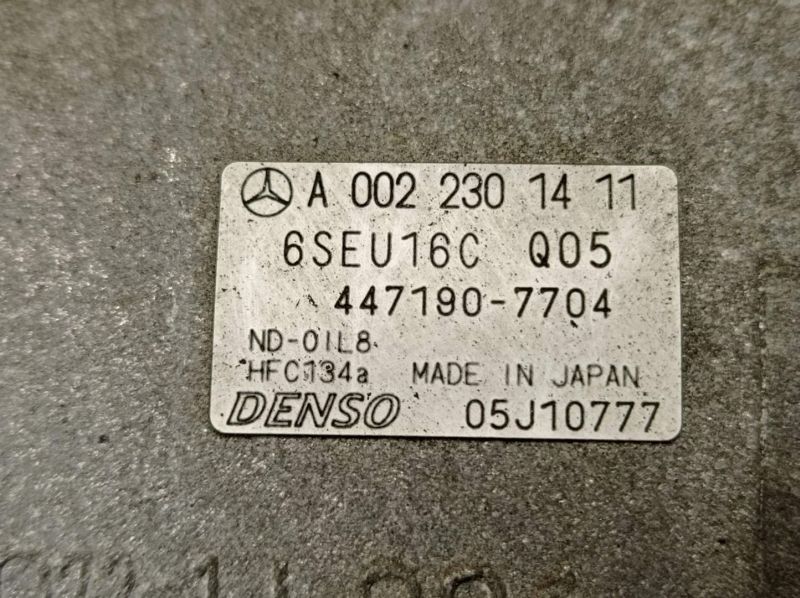 A 002 230 14 11
6SEU16C Q05
447190-7704
ND-OIL8
HFC134a MADE IN JAPAN
DENSO 05J10777